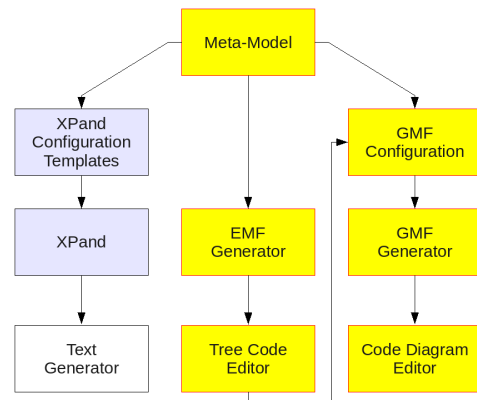 Meta-Model
XPand
Configuration
Templates
GMF
Configuration
XPand
EMF
Generator
GMF
Generator
Text
Generator
Tree Code
Editor
Code Diagram
Editor